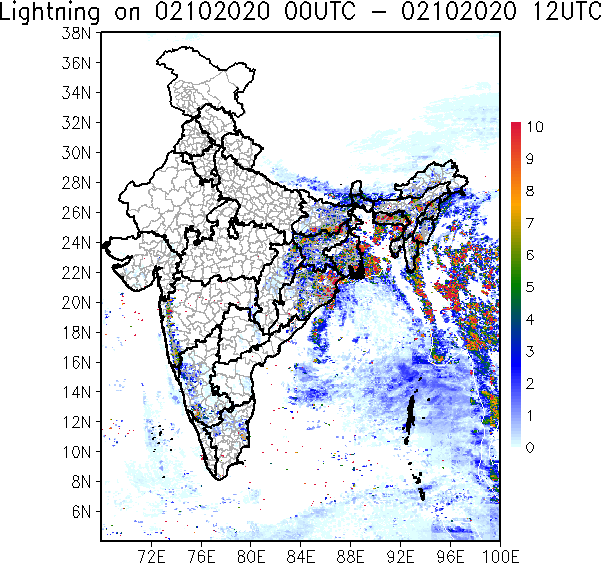 Lightning on 02102020 00UTC – 02102020 12UTC
38N
36N
34N
32N
30N
28N
26N
24N
22N
20N
18N
16N
14N
12N
10N
8N
6N
72E 76E 80E 84E 88E 92E 96E 100E
10
9
8
7
6
5
4
3
2
1
0